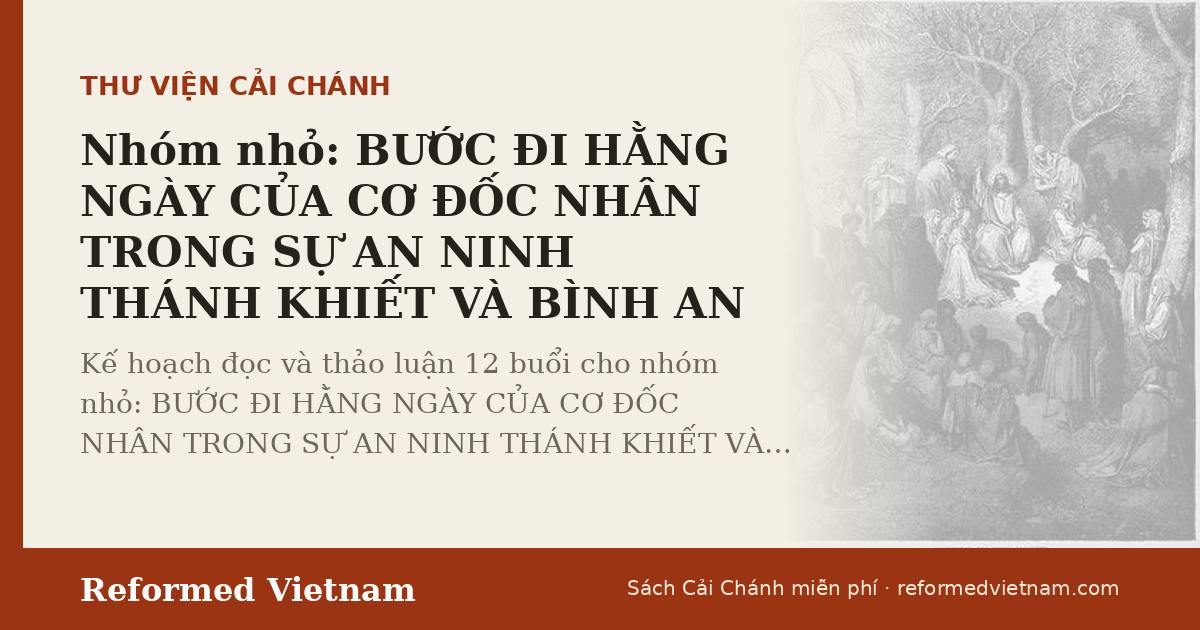 THƯ VIỆN CẢI CHÁNH
Nhóm nhỏ: BƯỚC ĐI HẰNG
NGÀY CỦA CƠ ĐỐC NHÂN
TRONG SỰ AN NINH
THÁNH KHIẾT VÀ BÌNH AN
Kế hoạch đọc và thảo luận 12 buổi cho nhóm
nhỏ: BƯỚC ĐI HẰNG NGÀY CỦA CƠ ĐỐC
NHÂN TRONG SỰ AN NINH THÁNH KHIẾT VÀ...
Reformed Vietnam
Sách Cải Chánh miễn phí · reformedvietnam.com